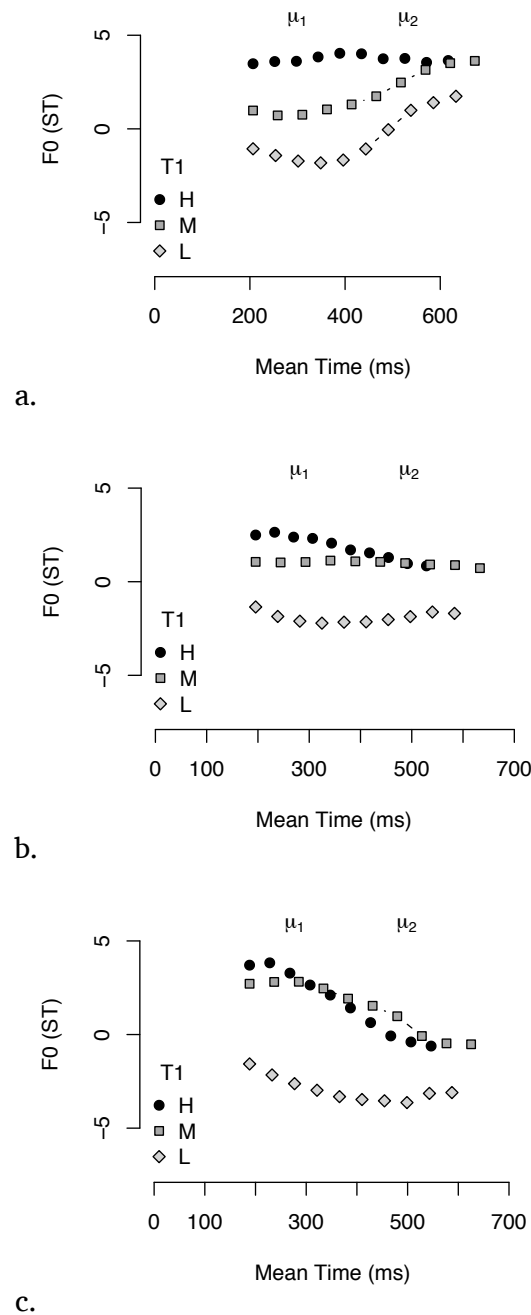 μ₁ μ₂
5
0
−5
F0 (ST)
T1
H
M
L
0 200 400 600
Mean Time (ms)
a.
μ₁ μ₂
5
0
−5
F0 (ST)
T1
H
M
L
0 100 300 500 700
Mean Time (ms)
b.
μ₁ μ₂
5
0
−5
F0 (ST)
T1
H
M
L
0 100 300 500 700
Mean Time (ms)
c.